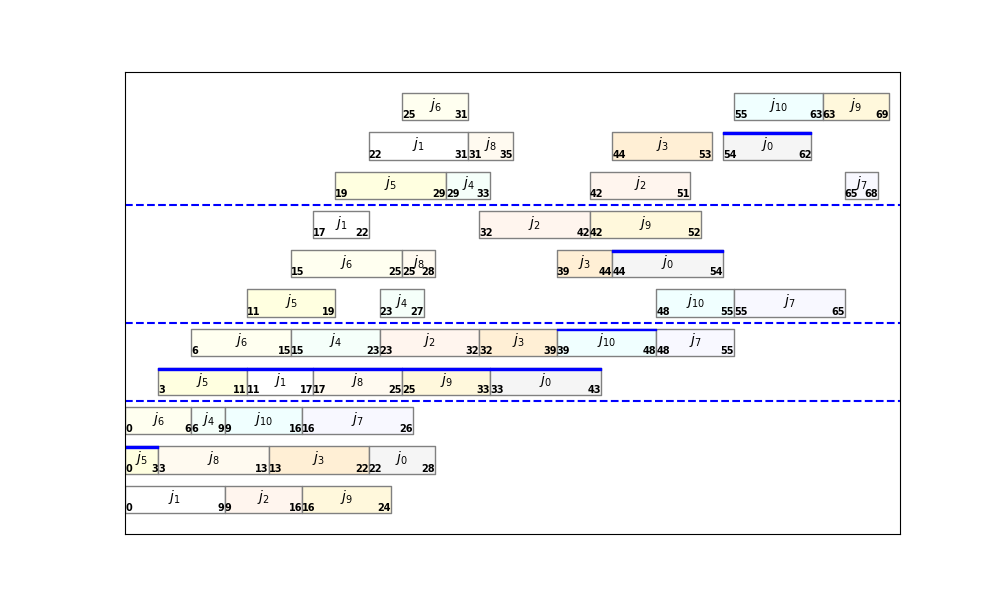 j6 25 31 j10 55 63 j9 63 69
j1 22 31 j8 31 35 j3 44 53 j0 54 62
j5 19 29 j4 29 33 j2 42 51 j7 65 68
j1 17 22 j2 32 42 j9 42 52
j6 15 25 j8 25 28 j3 39 44 j0 44 54
j5 11 19 j4 23 27 j10 48 55 j7 55 65
j6 6 15 j4 15 23 j2 23 32 j3 32 39 j10 39 48 j7 48 55
j5 3 11 j1 11 17 j8 17 25 j9 25 33 j0 33 43
j6 0 6 j4 6 9 j10 9 16 j7 16 26
j5 0 3 j8 3 13 j3 13 22 j0 22 28
j1 0 9 j2 9 16 j9 16 24